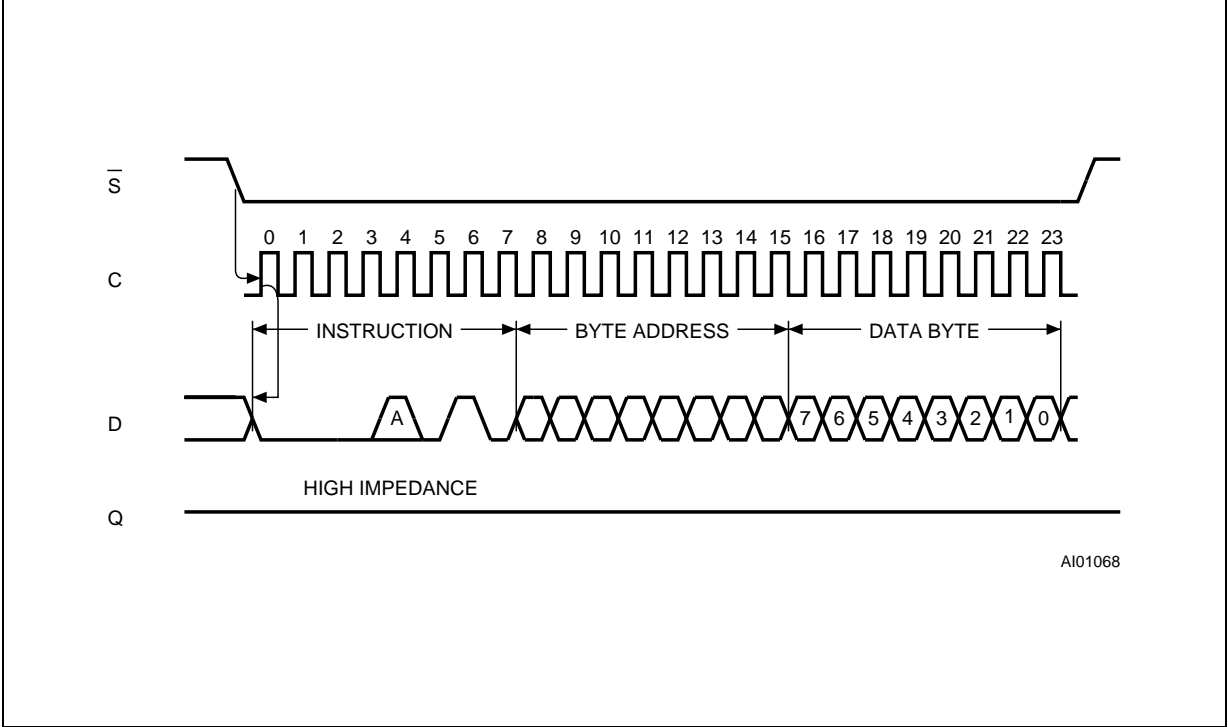 S
0 1 2 3 4 5 6 7 8 9 10 11 12 13 14 15 16 17 18 19 20 21 22 23
C
INSTRUCTION BYTE ADDRESS DATA BYTE
D A 7 6 5 4 3 2 1 0
HIGH IMPEDANCE
Q
AI01068